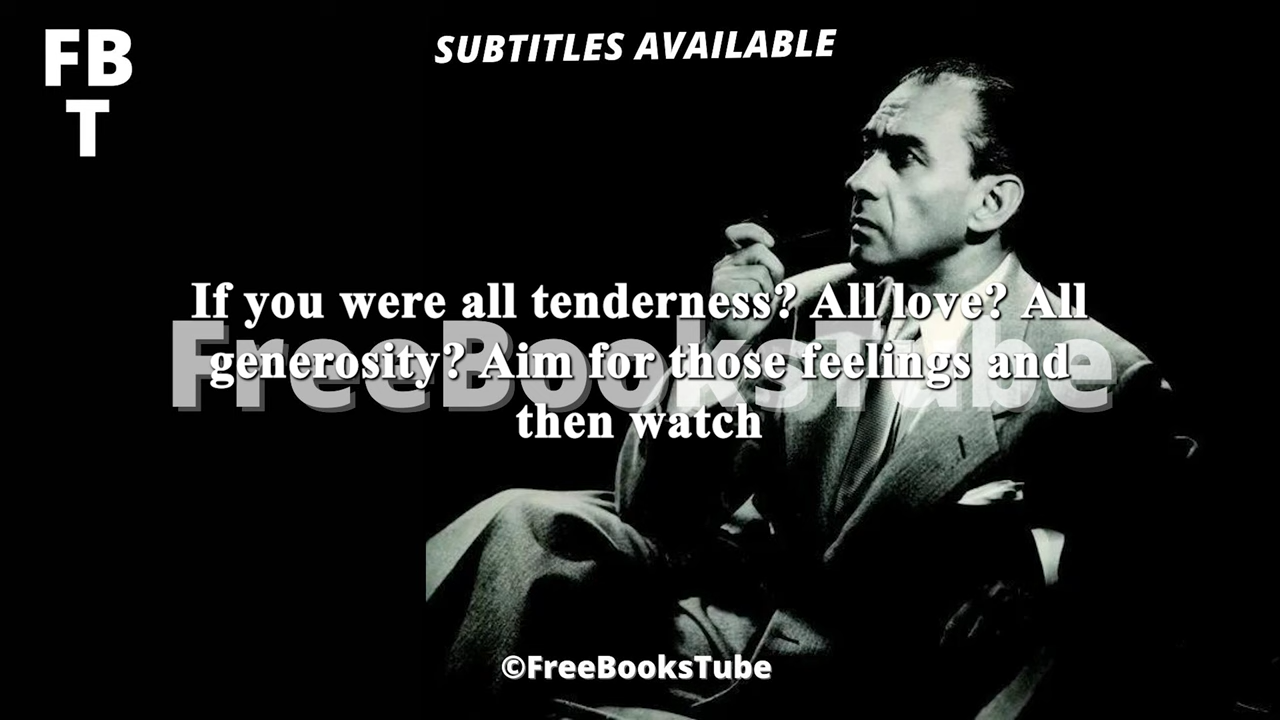 FB
T
SUBTITLES AVAILABLE
If you were all tenderness? All love? All
generosity? Aim for those feelings and
then watch
FreeBooksTube
©FreeBooksTube